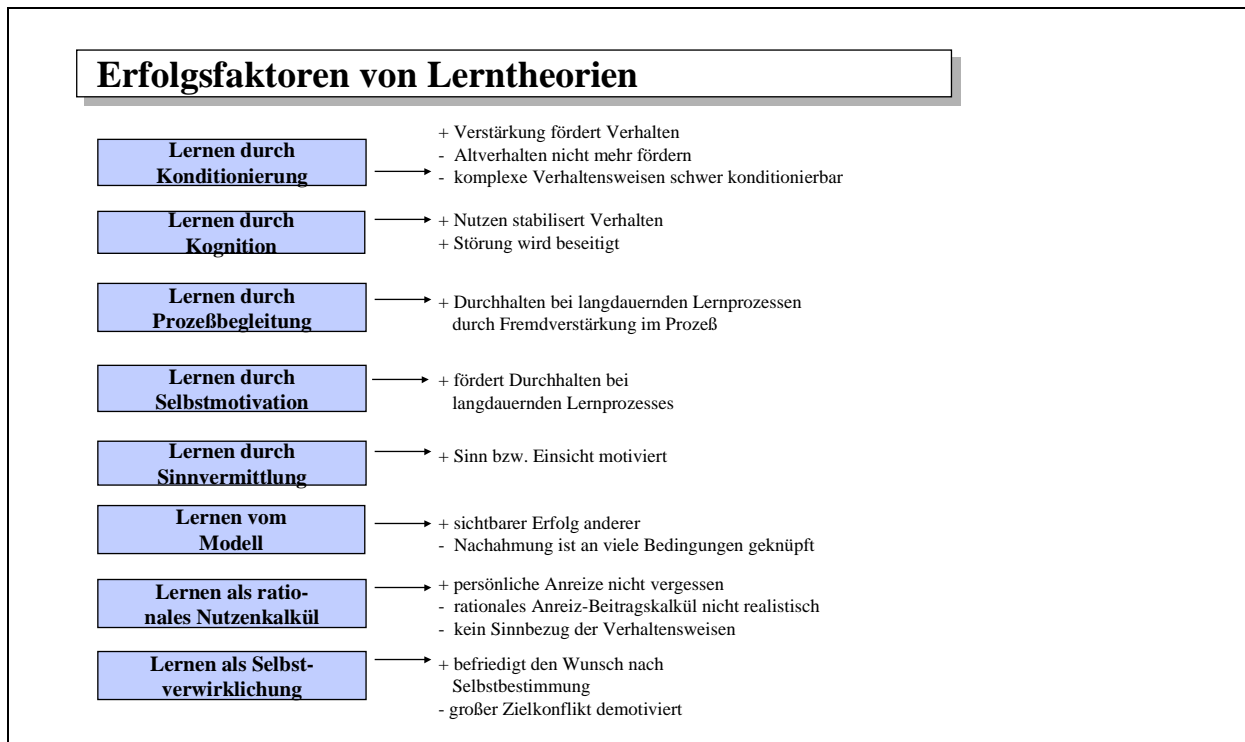 Erfolgsfaktoren von Lerntheorien
Lernen durch
Konditionierung
+ Verstärkung fördert Verhalten
- Altverhalten nicht mehr fördern
- komplexe Verhaltensweisen schwer konditionierbar
Lernen durch
Kognition
+ Nutzen stabilisert Verhalten
+ Störung wird beseitigt
Lernen durch
Prozeßbegleitung
+ Durchhalten bei langdauernden Lernprozessen
durch Fremdverstärkung im Prozeß
Lernen durch
Selbstmotivation
+ fördert Durchhalten bei
langdauernden Lernprozesses
Lernen durch
Sinnvermittlung
+ Sinn bzw. Einsicht motiviert
Lernen vom
Modell
+ sichtbarer Erfolg anderer
- Nachahmung ist an viele Bedingungen geknüpft
Lernen als ratio-
nales Nutzenkalkül
+ persönliche Anreize nicht vergessen
- rationales Anreiz-Beitragskalkül nicht realistisch
- kein Sinnbezug der Verhaltensweisen
Lernen als Selbst-
verwirklichung
+ befriedigt den Wunsch nach
Selbstbestimmung
- großer Zielkonflikt demotiviert